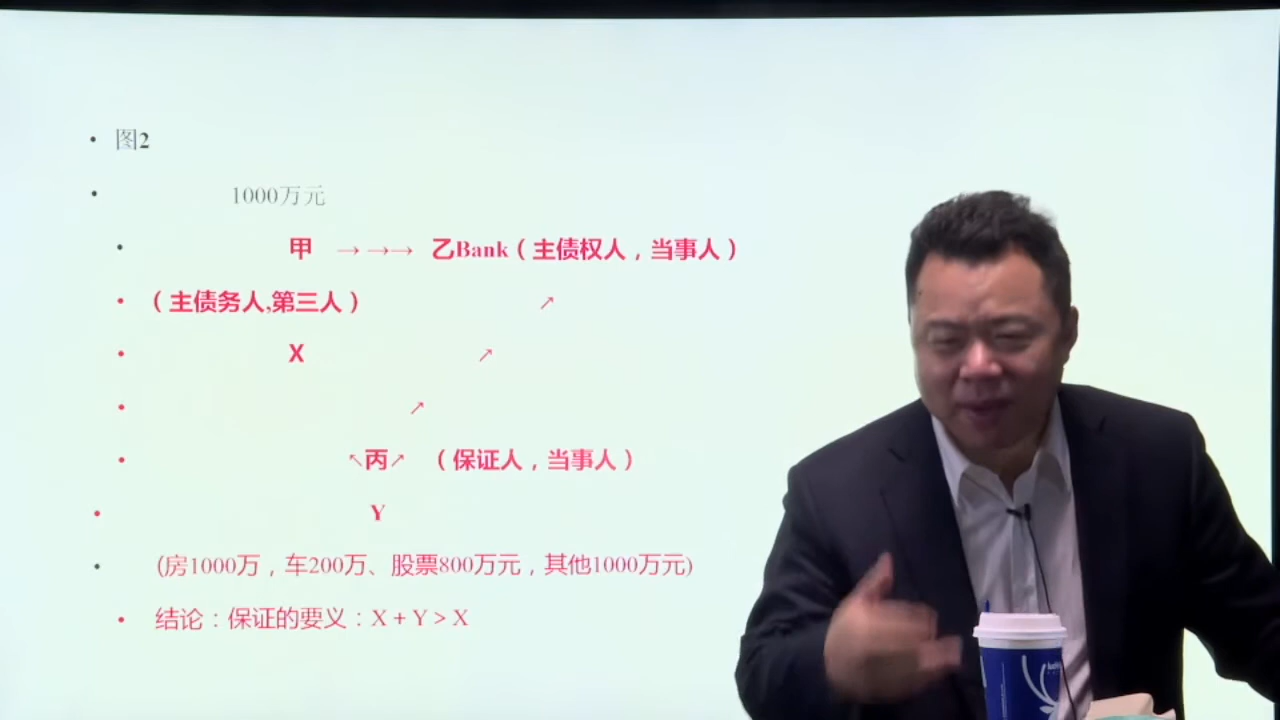 • 图2
• 1000万元
• 甲 →→→ 乙Bank（主债权人，当事人）
• （主债务人,第三人） ↗
• X ↗
• ↗
• ↖丙↗ （保证人，当事人）
• Y
• (房1000万，车200万、股票800万元，其他1000万元)
• 结论：保证的要义：X + Y > X